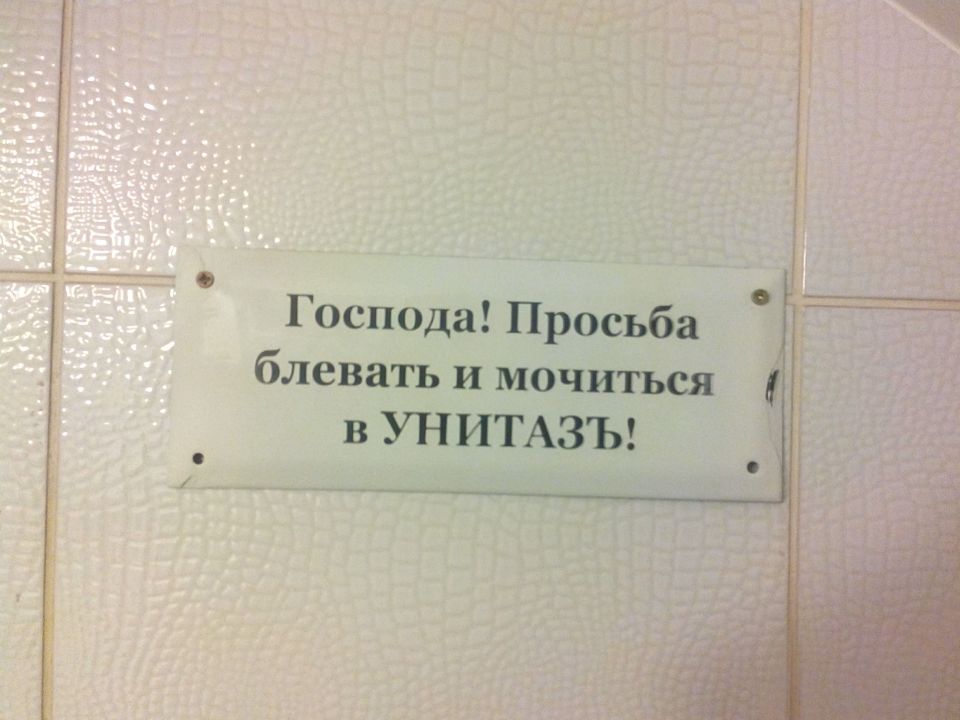 Господа! Просьба
блевать и мочиться
в УНИТАЗЪ!